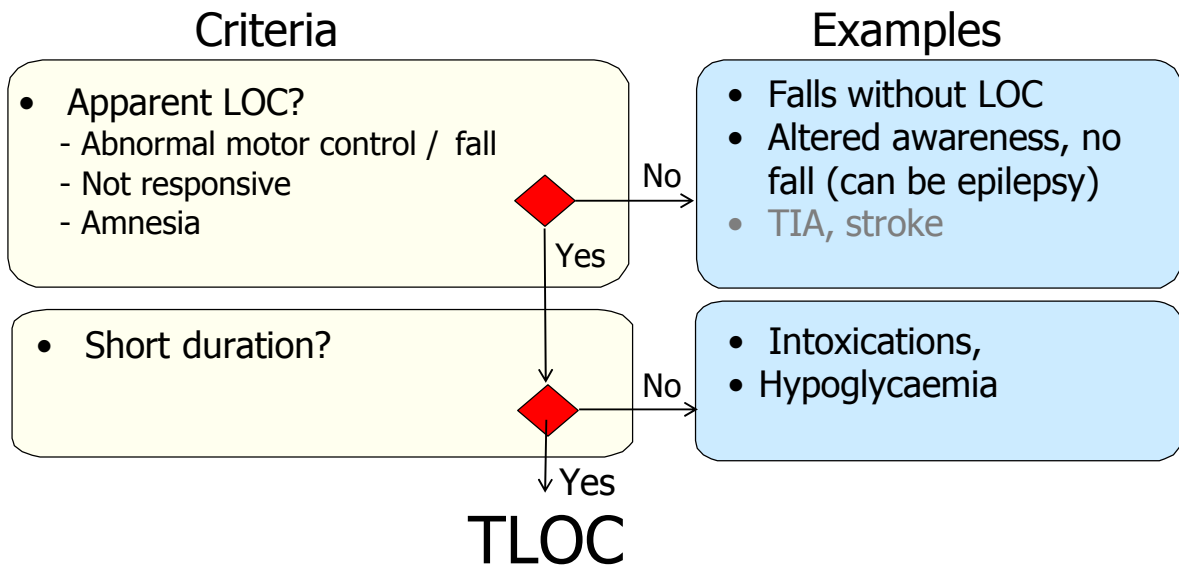 Criteria
• Apparent LOC?
- Abnormal motor control / fall
- Not responsive
- Amnesia
No
Yes
Examples
• Falls without LOC
• Altered awareness, no
fall (can be epilepsy)
• TIA, stroke
• Short duration?
No
Yes
• Intoxications,
• Hypoglycaemia
TLOC